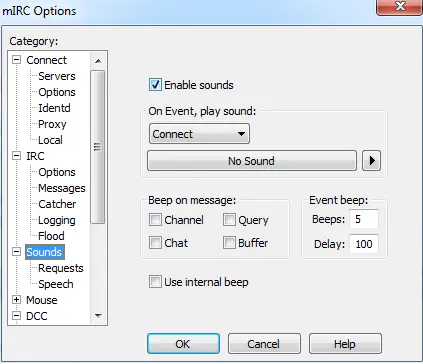 mIRC Options
Category:
Connect
Servers
Options
Identd
Proxy
Local
IRC
Options
Messages
Catcher
Logging
Flood
Sounds
Requests
Speech
Mouse
DCC
Enable sounds
On Event, play sound:
Connect
No Sound
Beep on message:
Channel
Query
Chat
Buffer
Event beep:
Beeps: 5
Delay: 100
Use internal beep
OK
Cancel
Help